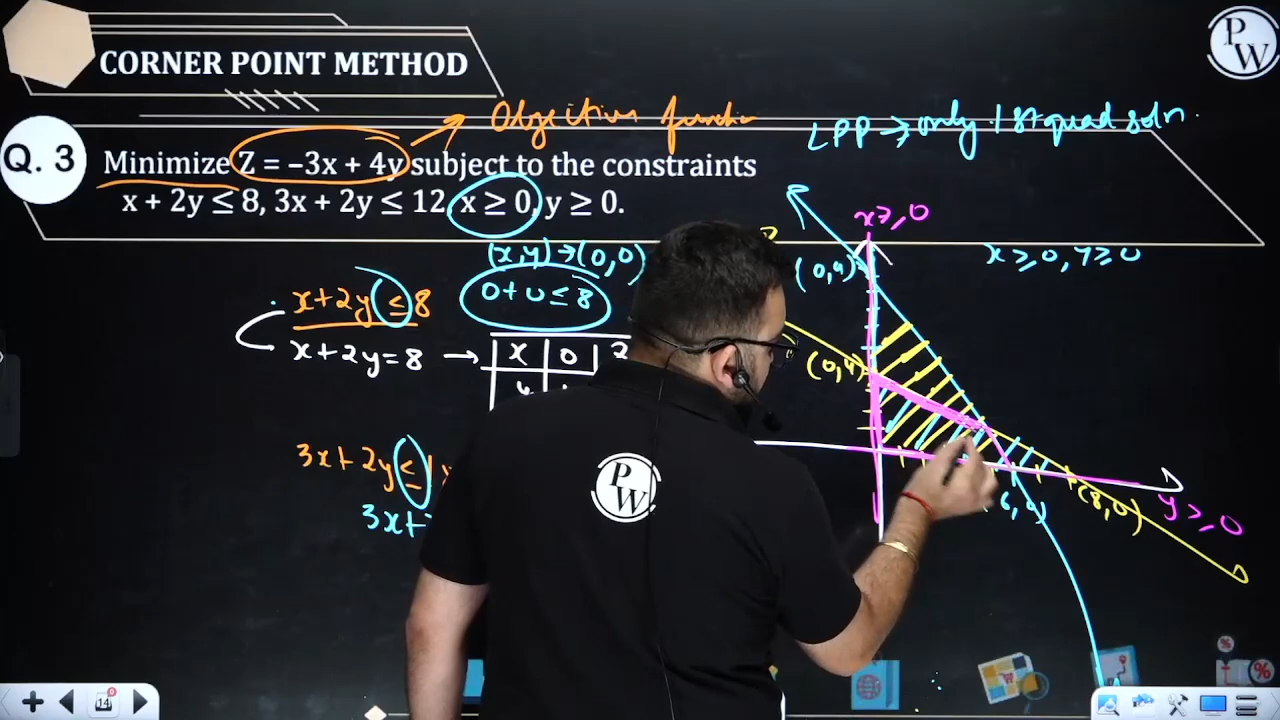 CORNER POINT METHOD
PW
Objective function
LPP → only 1st quad soln.
Q. 3
Minimize Z = –3x + 4y subject to the constraints
x + 2y ≤ 8, 3x + 2y ≤ 12, x ≥ 0, y ≥ 0.
x ≥, 0
(x,y) → (0,0)
x ≥ 0, y ≥ 0
x + 2y ≤ 8
0 + 0 ≤ 8
x + 2y = 8 → x 0
(0,4)
3x + 2y ≤
3x +
(8,0)
y ≥, 0
PW
14